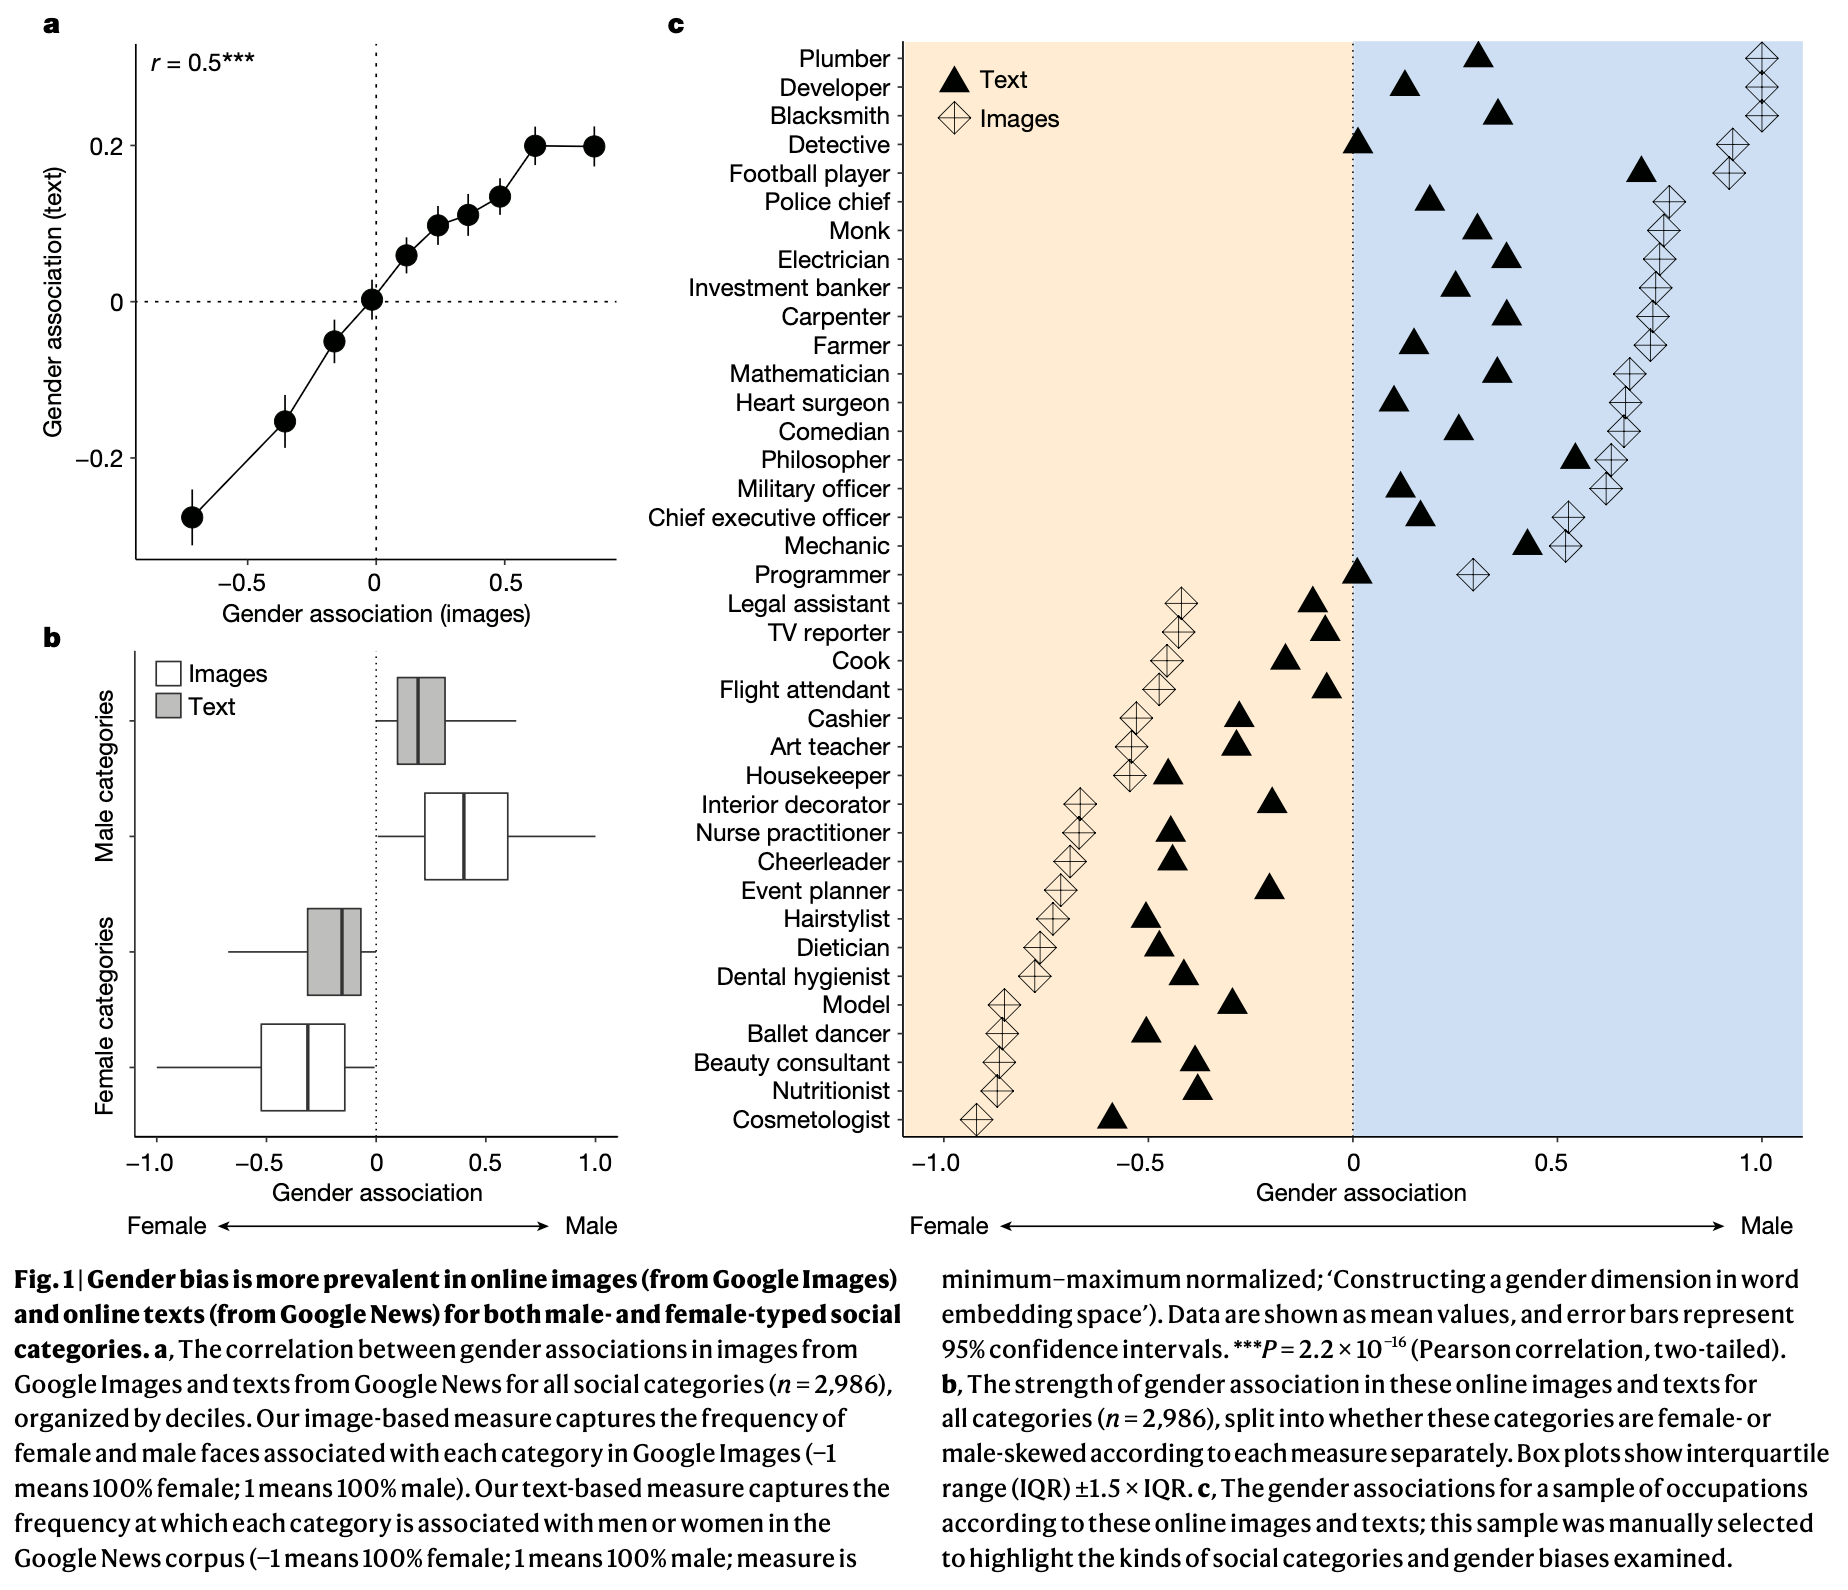 a
r = 0.5***
0.2
0
−0.2
Gender association (text)
−0.5
0
0.5
Gender association (images)
b
Images
Text
Male categories
Female categories
−1.0
−0.5
0
0.5
1.0
Gender association
Female
Male
c
Text
Images
Plumber
Developer
Blacksmith
Detective
Football player
Police chief
Monk
Electrician
Investment banker
Carpenter
Farmer
Mathematician
Heart surgeon
Comedian
Philosopher
Military officer
Chief executive officer
Mechanic
Programmer
Legal assistant
TV reporter
Cook
Flight attendant
Cashier
Art teacher
Housekeeper
Interior decorator
Nurse practitioner
Cheerleader
Event planner
Hairstylist
Dietician
Dental hygienist
Model
Ballet dancer
Beauty consultant
Nutritionist
Cosmetologist
−1.0
−0.5
0
0.5
1.0
Gender association
Female
Male
Fig. 1 | Gender bias is more prevalent in online images (from Google Images)
and online texts (from Google News) for both male- and female-typed social
categories. a, The correlation between gender associations in images from
Google Images and texts from Google News for all social categories (n = 2,986),
organized by deciles. Our image-based measure captures the frequency of
female and male faces associated with each category in Google Images (−1
means 100% female; 1 means 100% male). Our text-based measure captures the
frequency at which each category is associated with men or women in the
Google News corpus (−1 means 100% female; 1 means 100% male; measure is
minimum–maximum normalized; ‘Constructing a gender dimension in word
embedding space’). Data are shown as mean values, and error bars represent
95% confidence intervals. ***P = 2.2 × 10⁻¹⁶ (Pearson correlation, two-tailed).
b, The strength of gender association in these online images and texts for
all categories (n = 2,986), split into whether these categories are female- or
male-skewed according to each measure separately. Box plots show interquartile
range (IQR) ±1.5 × IQR. c, The gender associations for a sample of occupations
according to these online images and texts; this sample was manually selected
to highlight the kinds of social categories and gender biases examined.